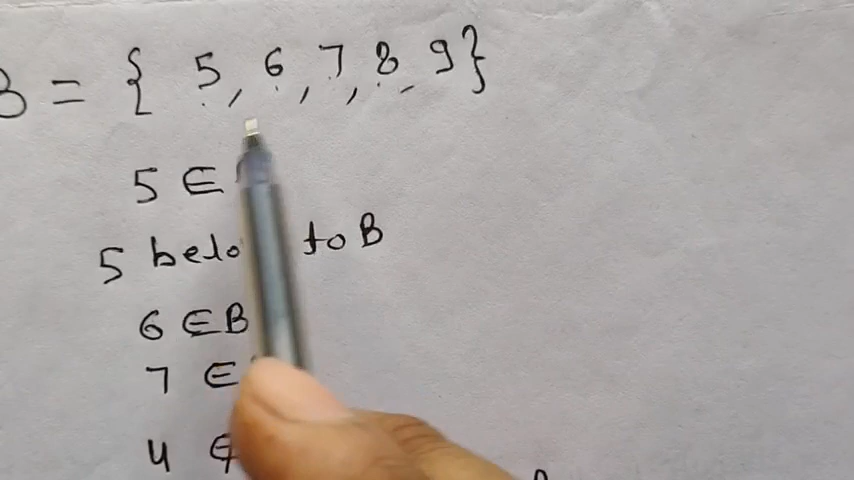 B = { 5, 6, 7, 8, 9}
5 ∈
5 belo to B
6 ∈ B
7 ∈
4 ∉